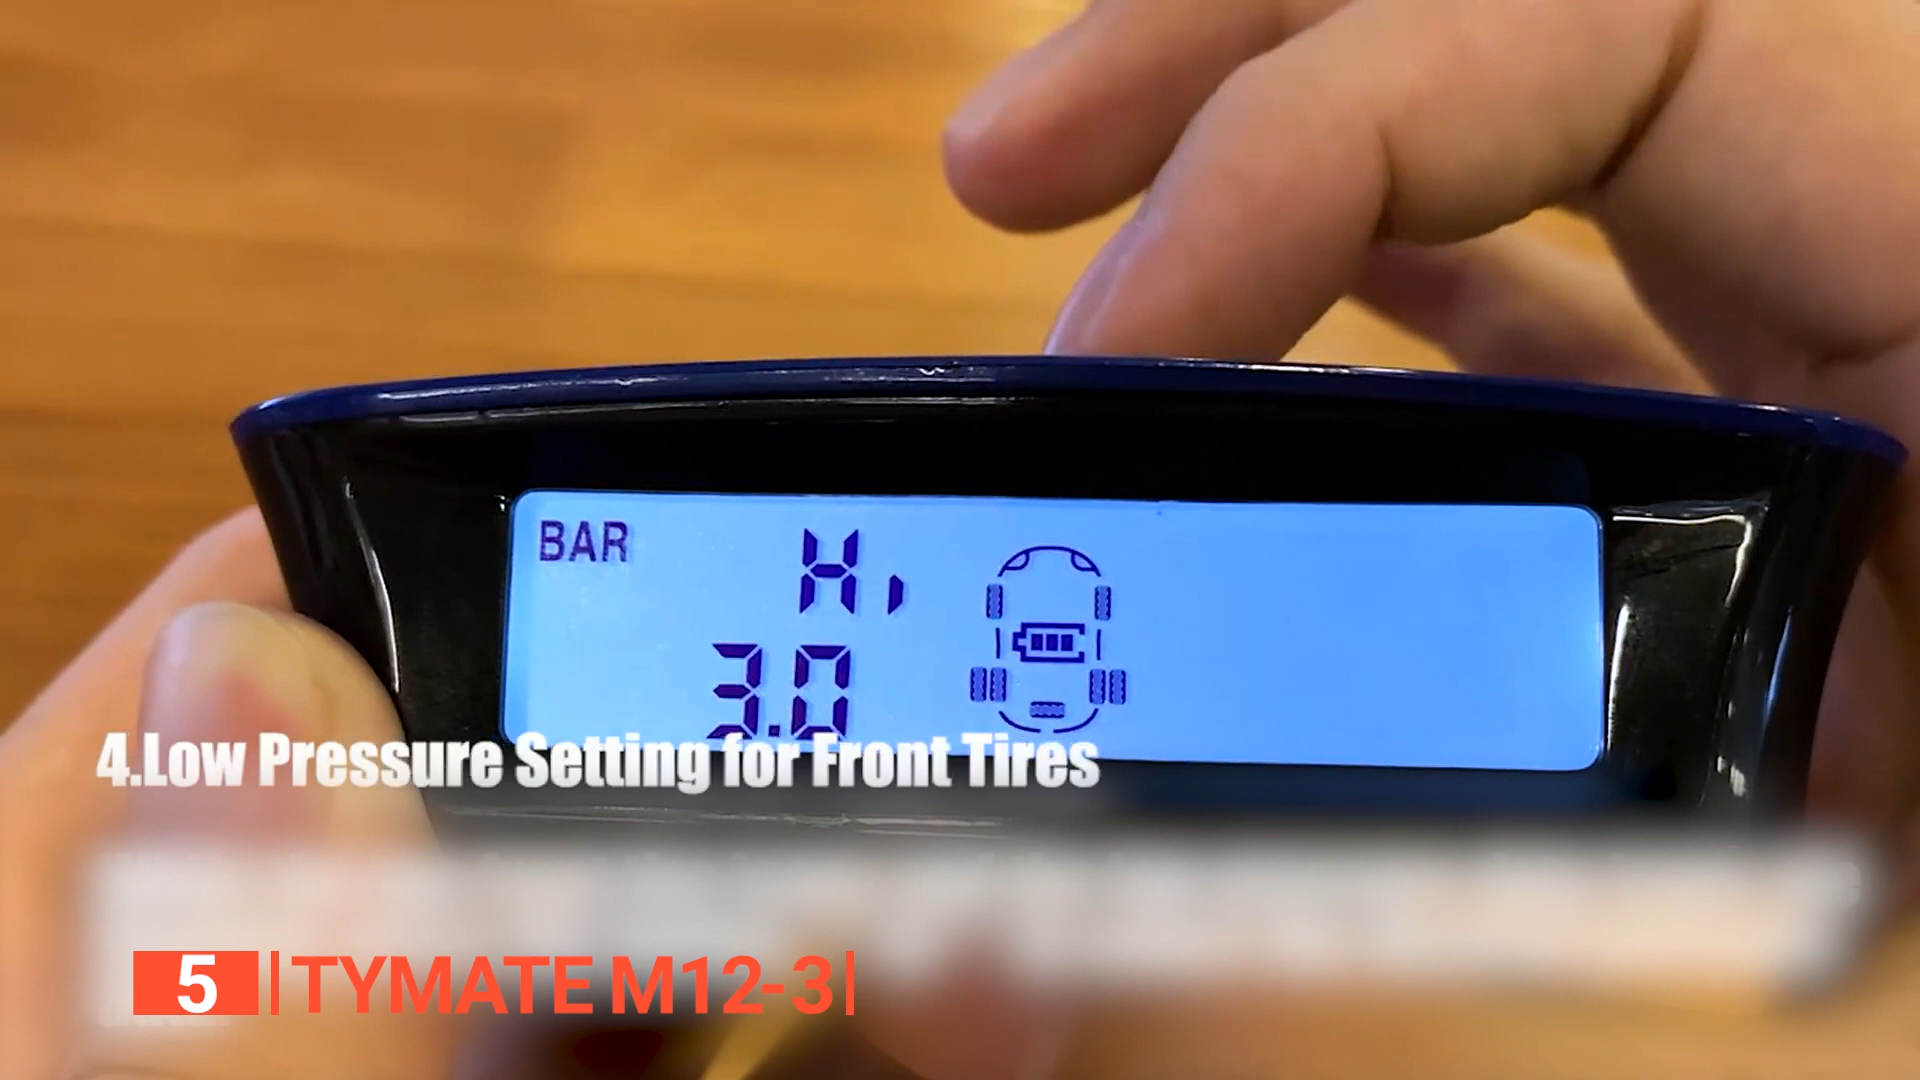 BAR
Hi
3.0
4.Low Pressure Setting for Front Tires
5 TYMATE M12-3